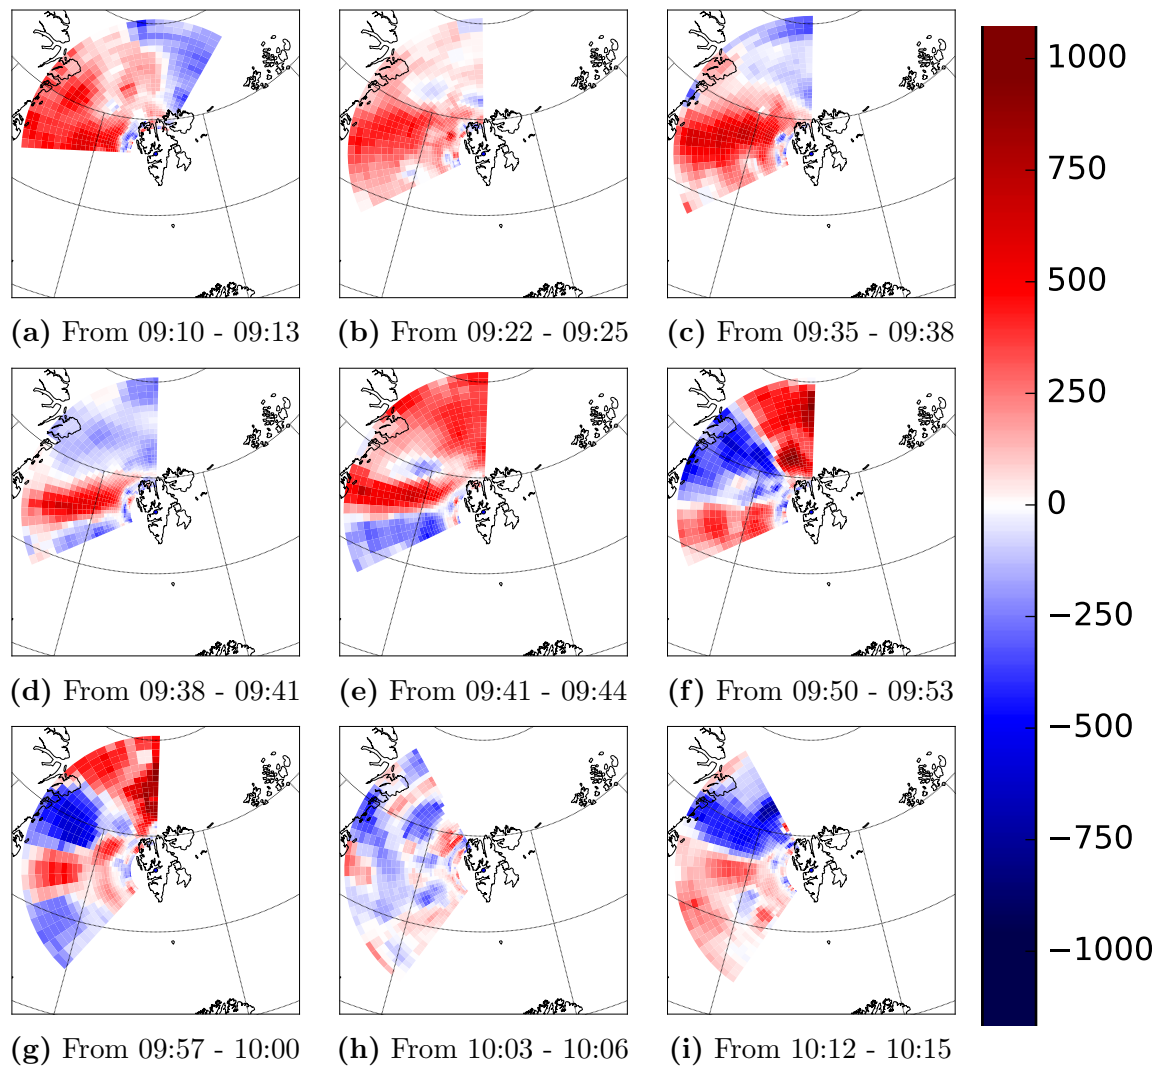 1000
750
500
250
0
−250
−500
−750
−1000
(a) From 09:10 - 09:13
(b) From 09:22 - 09:25
(c) From 09:35 - 09:38
(d) From 09:38 - 09:41
(e) From 09:41 - 09:44
(f) From 09:50 - 09:53
(g) From 09:57 - 10:00
(h) From 10:03 - 10:06
(i) From 10:12 - 10:15